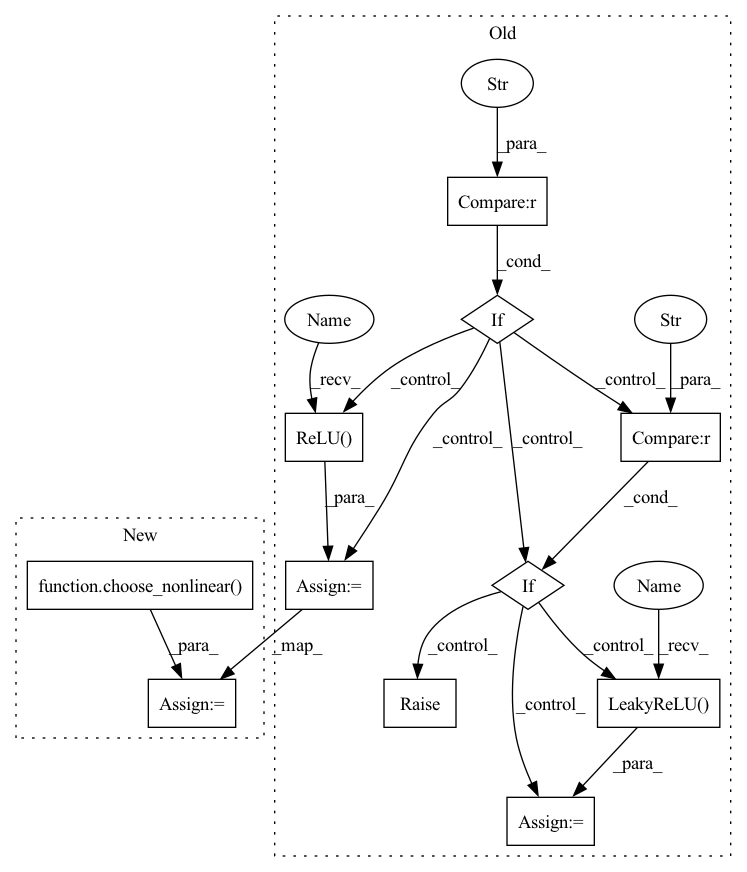 Old
Str
_para_
Compare:r
_cond_
Name
If
Str
_recv_
_control_
_control_
_para_
_control_
_control_
ReLU()
Compare:r
_para_
_cond_
New
function.choose_nonlinear()
Assign:=
If
Name
_para_
_map_
_control_
_control_
_recv_
_control_
Assign:=
Raise
LeakyReLU()
_para_
Assign:=